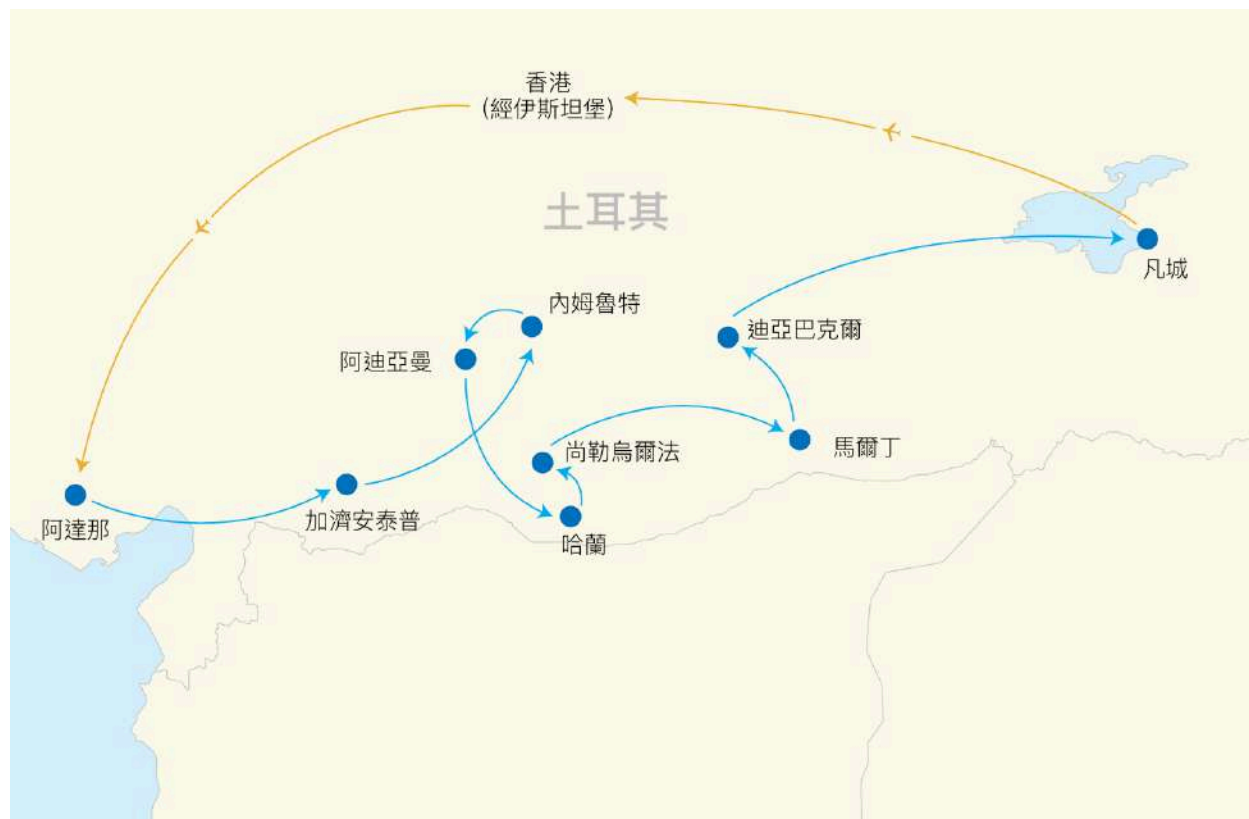 香港
(經伊斯坦堡)
土耳其
凡城
內姆魯特
迪亞巴克爾
阿迪亞曼
馬爾丁
尚勒烏爾法
加濟安泰普
阿達那
哈蘭